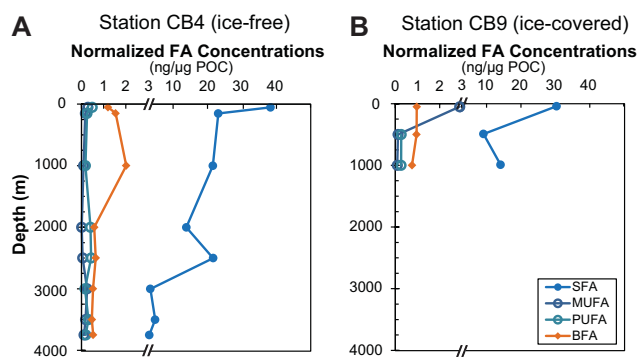 A
Station CB4 (ice-free)
Normalized FA Concentrations
(ng/µg POC)
0 1 2 3 10 20 30 40
Depth (m)
0
1000
2000
3000
4000
B
Station CB9 (ice-covered)
Normalized FA Concentrations
(ng/µg POC)
0 1 2 3 10 20 30 40
0
1000
2000
3000
4000
SFA
MUFA
PUFA
BFA